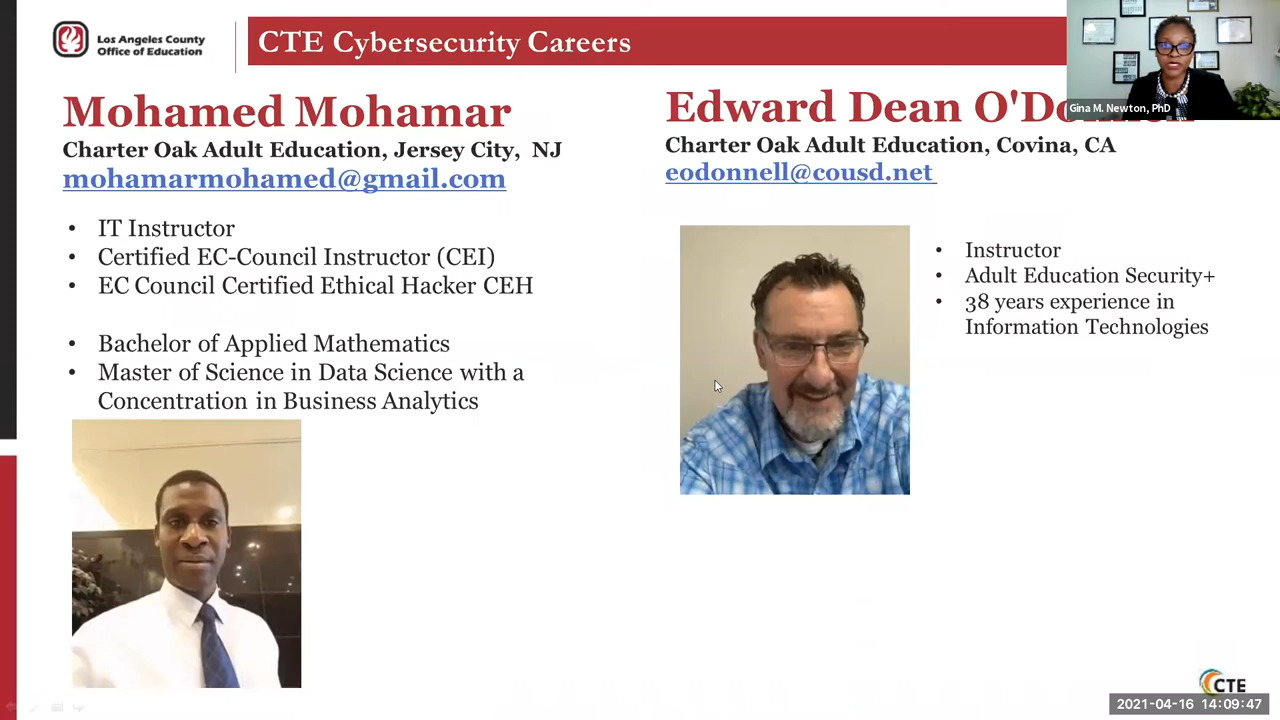 Los Angeles County
Office of Education
CTE Cybersecurity Careers
Gina M. Newton, PhD
Mohamed Mohamar
Charter Oak Adult Education, Jersey City, NJ
mohamarmohamed@gmail.com
• IT Instructor
• Certified EC-Council Instructor (CEI)
• EC Council Certified Ethical Hacker CEH
• Bachelor of Applied Mathematics
• Master of Science in Data Science with a
Concentration in Business Analytics
Edward Dean
Charter Oak Adult Education, Covina, CA
eodonnell@cousd.net
• Instructor
• Adult Education Security+
• 38 years experience in
Information Technologies
CTE
2021-04-16 14:09:47